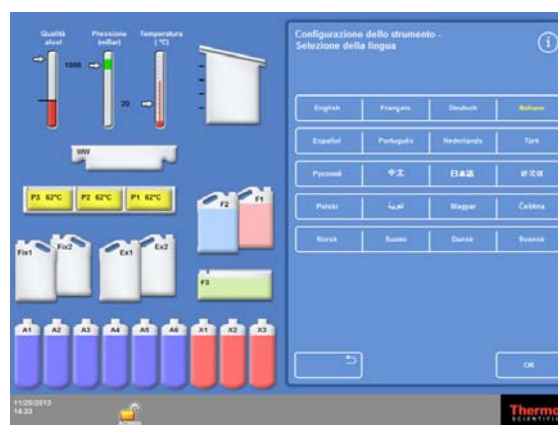 Qualità alcol
Pressione (mBar)
Temperatura (°C)
1000
20
WW
P3 62°C
P2 62°C
P1 62°C
F2
F1
Fix1
Fix2
Ex1
Ex2
F3
A1
A2
A3
A4
A5
A6
X1
X2
X3
Configurazione dello strumento -
Selezione della lingua
English
Français
Deutsch
Italiano
Español
Português
Nederlands
Türk
Русский
中文
日本語
Polski
Magyar
Čeština
Norsk
Suomi
Dansk
Svensk
OK
11/20/2013
14:33
Thermo
SCIENTIFIC